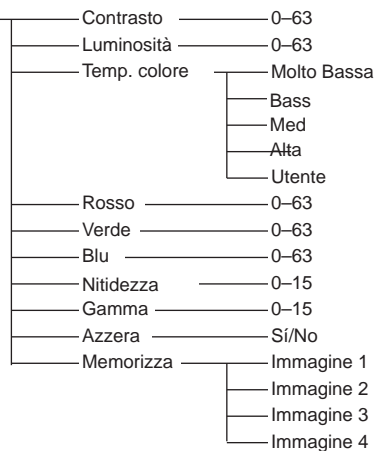 Contrasto 0–63
Luminosità 0–63
Temp. colore Molto Bassa
Bass
Med
Alta
Utente
Rosso 0–63
Verde 0–63
Blu 0–63
Nitidezza 0–15
Gamma 0–15
Azzera Sí/No
Memorizza Immagine 1
Immagine 2
Immagine 3
Immagine 4